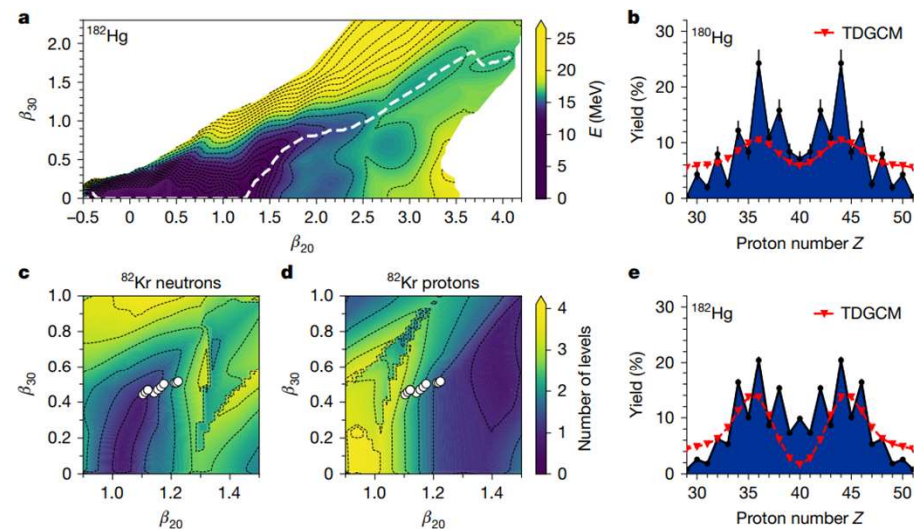 a
182Hg
β30
2.0
1.5
1.0
0.5
0
−0.5 0 0.5 1.0 1.5 2.0 2.5 3.0 3.5 4.0
β20
25
20
15
10
5
0
E (MeV)
b
180Hg
TDGCM
Yield (%)
30
20
10
0
30 35 40 45 50
Proton number Z
c
82Kr neutrons
β30
1.0
0.8
0.6
0.4
0.2
0
1.0 1.2 1.4
β20
d
82Kr protons
β30
1.0
0.8
0.6
0.4
0.2
0
1.0 1.2 1.4
β20
4
3
2
1
0
Number of levels
e
182Hg
TDGCM
Yield (%)
30
20
10
0
30 35 40 45 50
Proton number Z